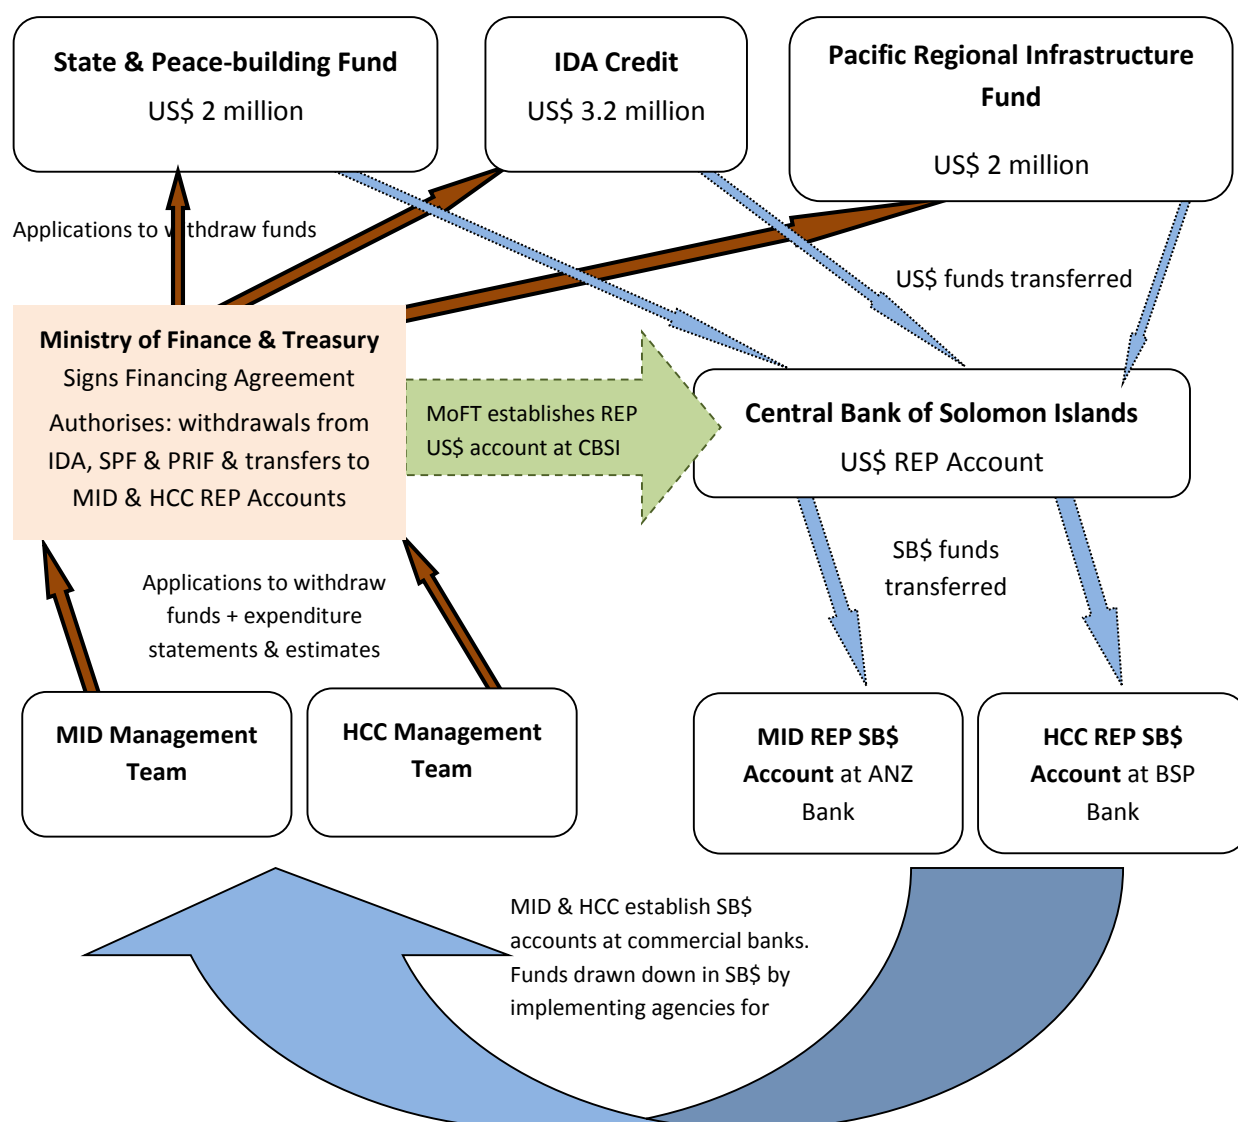 State & Peace-building Fund
US$ 2 million
IDA Credit
US$ 3.2 million
Pacific Regional Infrastructure
Fund
US$ 2 million
Applications to withdraw funds
US$ funds transferred
Ministry of Finance & Treasury
Signs Financing Agreement
Authorises: withdrawals from
IDA, SPF & PRIF & transfers to
MID & HCC REP Accounts
MoFT establishes REP
US$ account at CBSI
Central Bank of Solomon Islands
US$ REP Account
Applications to withdraw
funds + expenditure
statements & estimates
SB$ funds
transferred
MID Management
Team
HCC Management
Team
MID REP SB$
Account at ANZ
Bank
HCC REP SB$
Account at BSP
Bank
MID & HCC establish SB$
accounts at commercial banks.
Funds drawn down in SB$ by
implementing agencies for